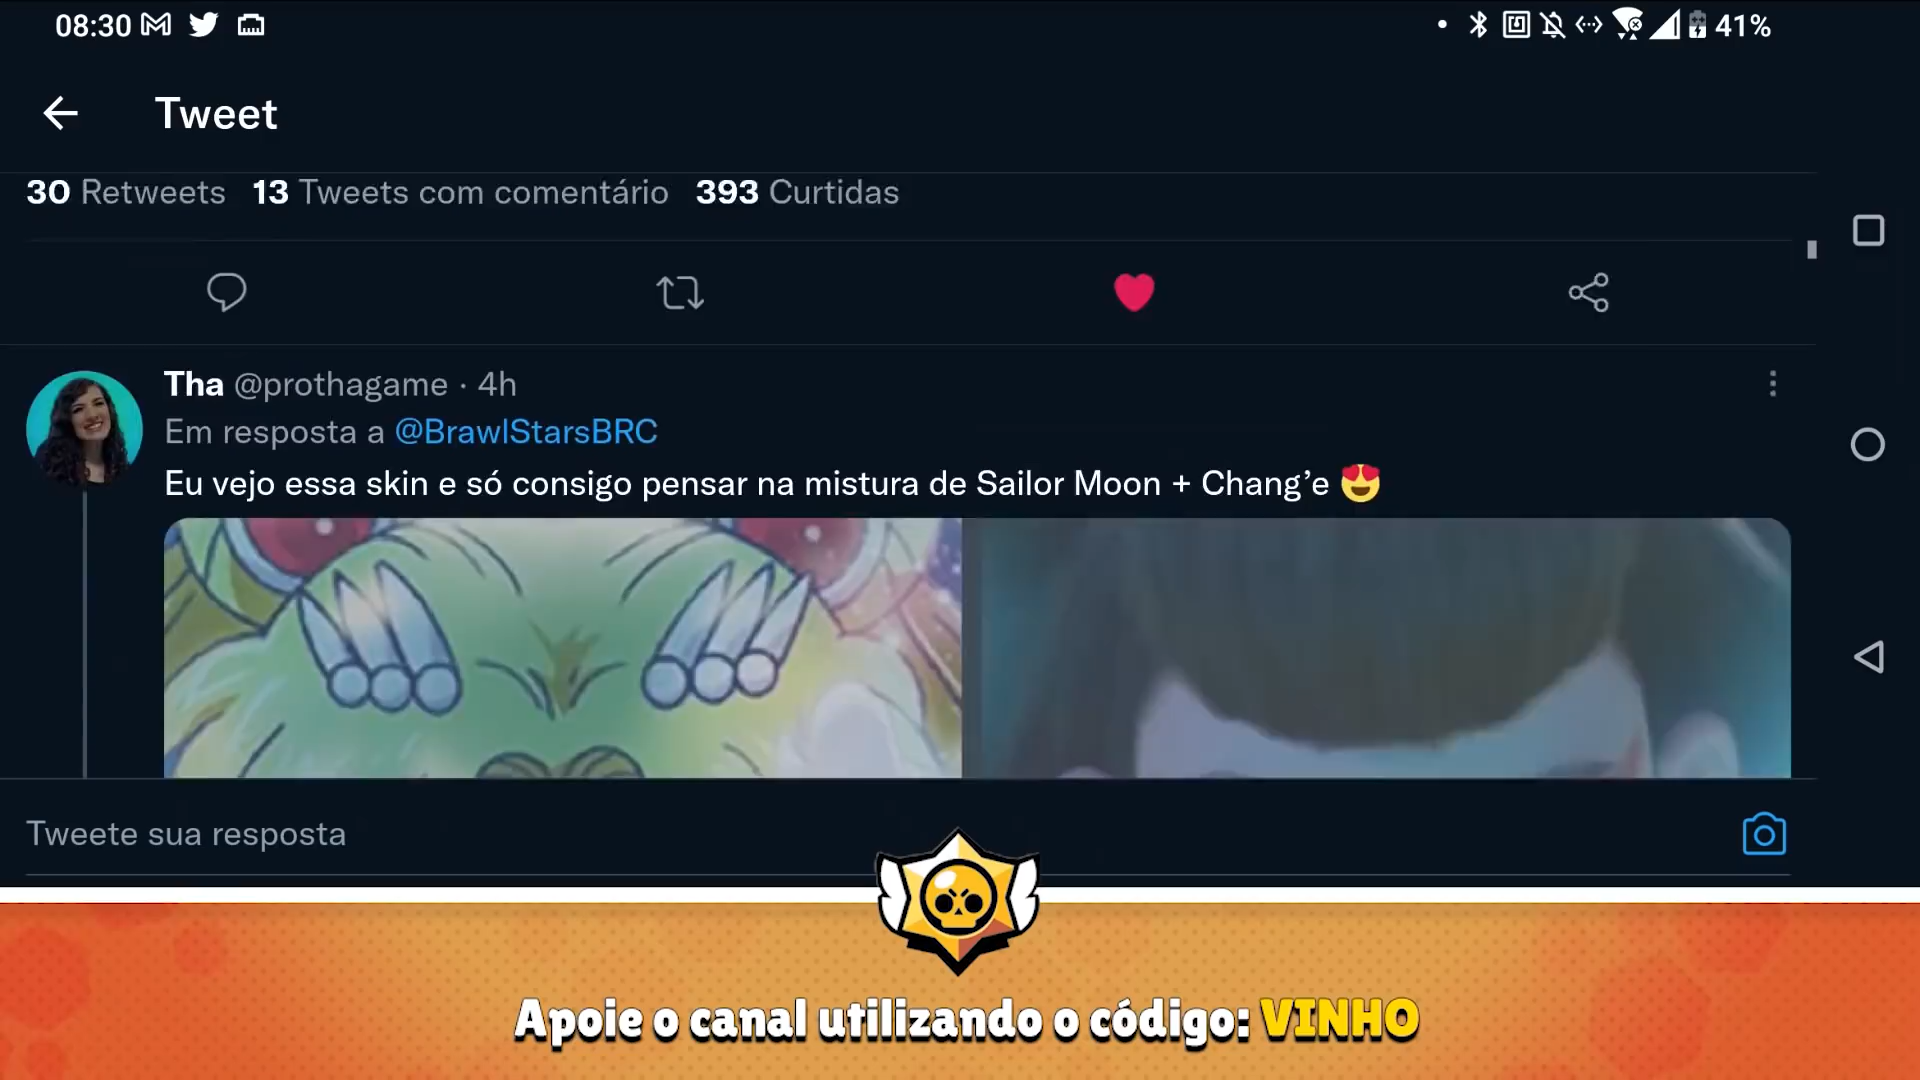 08:30
41%
Tweet
30 Retweets 13 Tweets com comentário 393 Curtidas
Tha @prothagame · 4h
Em resposta a @BrawlStarsBRC
Eu vejo essa skin e só consigo pensar na mistura de Sailor Moon + Chang’e 😍
Tweete sua resposta
Apoie o canal utilizando o código: VINHO